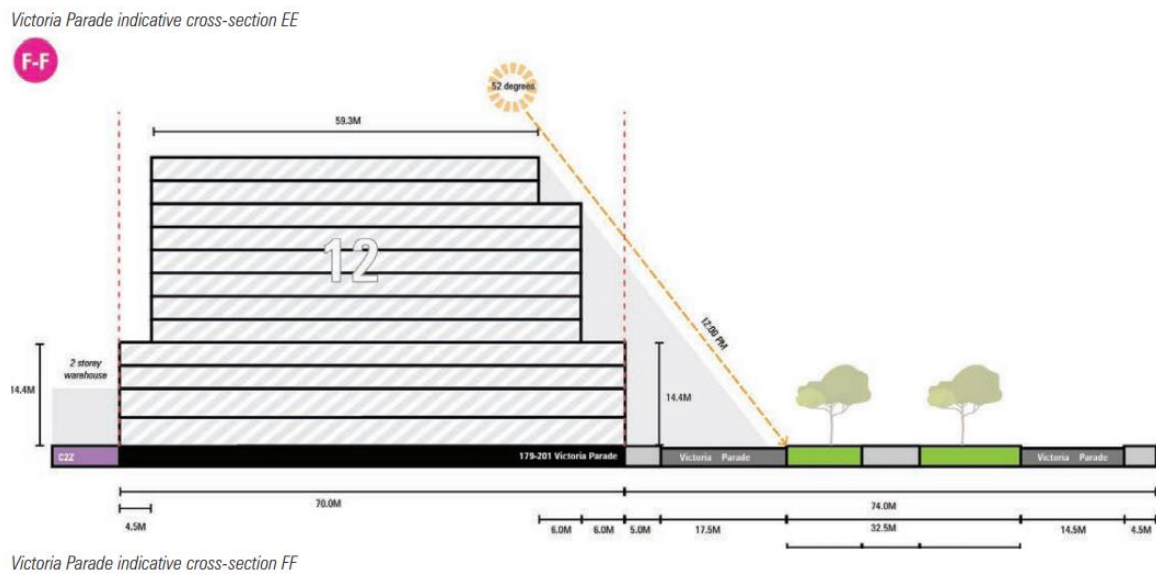 Victoria Parade indicative cross-section EE
F-F
52 degrees
59.3M
12
12:00 PM
2 storey
warehouse
14.4M
14.4M
C2Z
179-201 Victoria Parade
Victoria Parade
Victoria Parade
70.0M
74.0M
4.5M
6.0M
6.0M
5.0M
17.5M
32.5M
14.5M
4.5M
Victoria Parade indicative cross-section FF